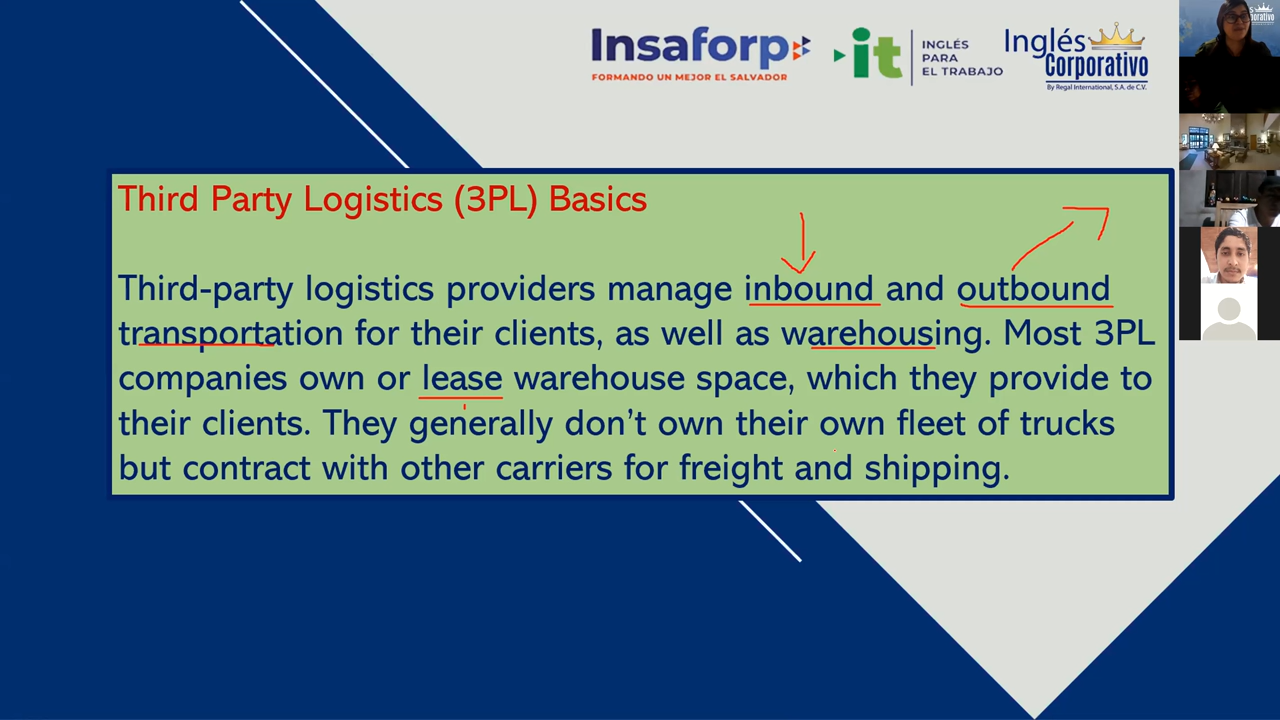 Insaforp
FORMANDO UN MEJOR EL SALVADOR
it
INGLÉS
PARA
EL TRABAJO
Inglés
Corporativo
By Regal International, S.A. de C.V.
Third Party Logistics (3PL) Basics
Third-party logistics providers manage inbound and outbound
transportation for their clients, as well as warehousing. Most 3PL
companies own or lease warehouse space, which they provide to
their clients. They generally don't own their own fleet of trucks
but contract with other carriers for freight and shipping.